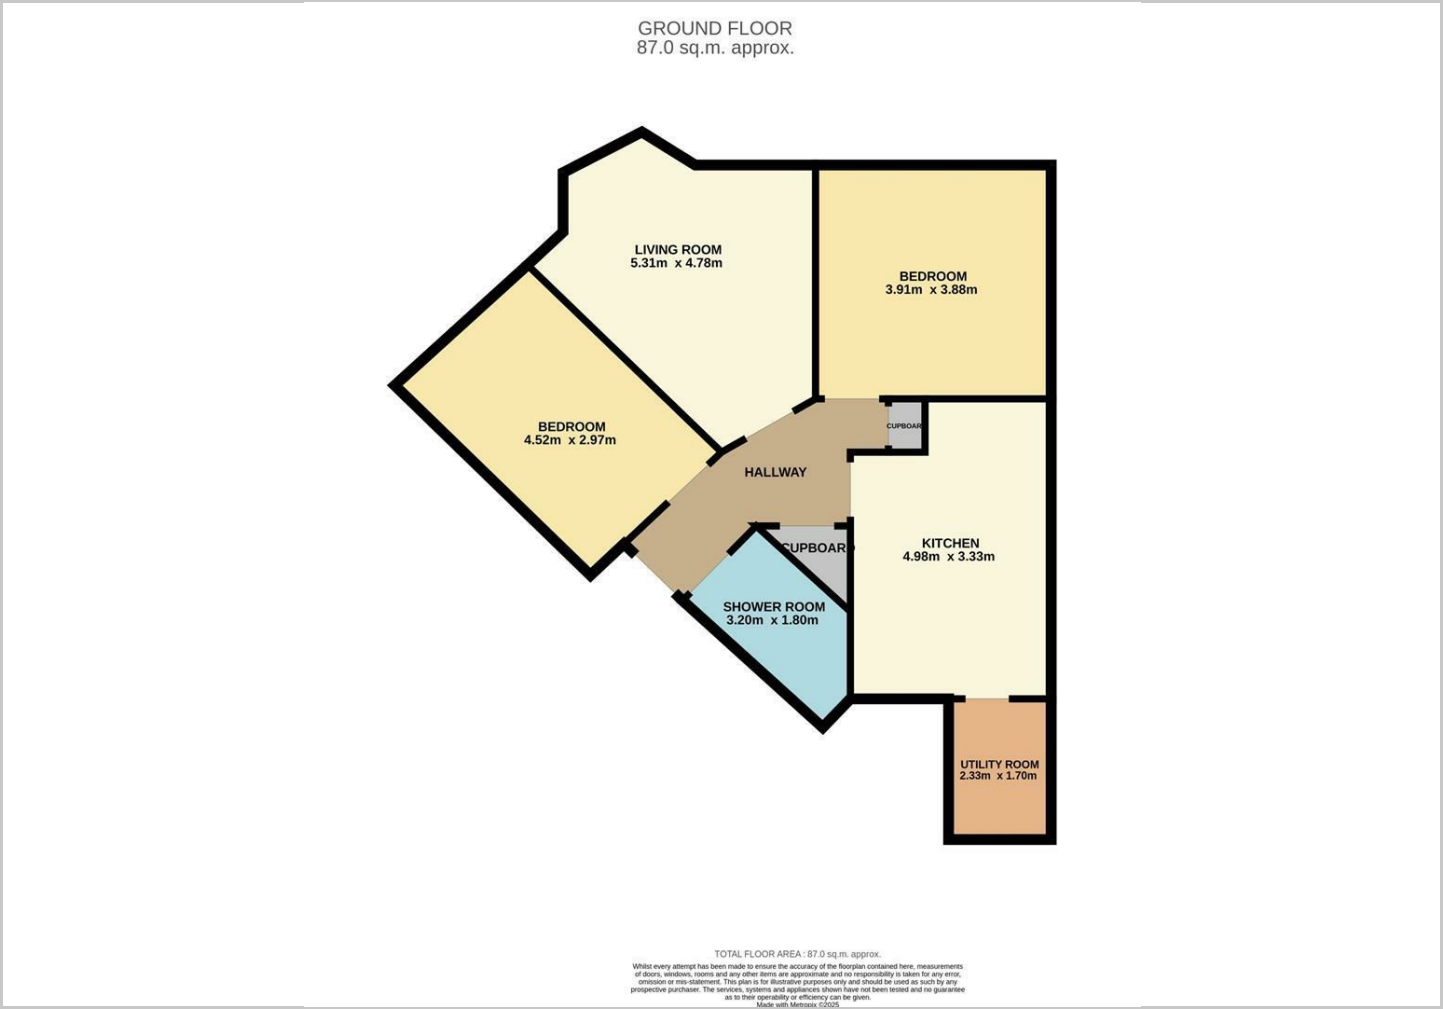 GROUND FLOOR
87.0 sq.m. approx.
LIVING ROOM
5.31m x 4.78m
BEDROOM
3.91m x 3.88m
BEDROOM
4.52m x 2.97m
CUPBOAR
HALLWAY
KITCHEN
4.98m x 3.33m
CUPBOARD
SHOWER ROOM
3.20m x 1.80m
UTILITY ROOM
2.33m x 1.70m
TOTAL FLOOR AREA : 87.0 sq.m. approx.
Whilst every attempt has been made to ensure the accuracy of the floorplan contained here, measurements
of doors, windows, rooms and any other items are approximate and no responsibility is taken for any error,
omission or mis-statement. This plan is for illustrative purposes only and should be used as such by any
prospective purchaser. The services, systems and appliances shown have not been tested and no guarantee
as to their operability or efficiency can be given.
Made with Metropix ©2025